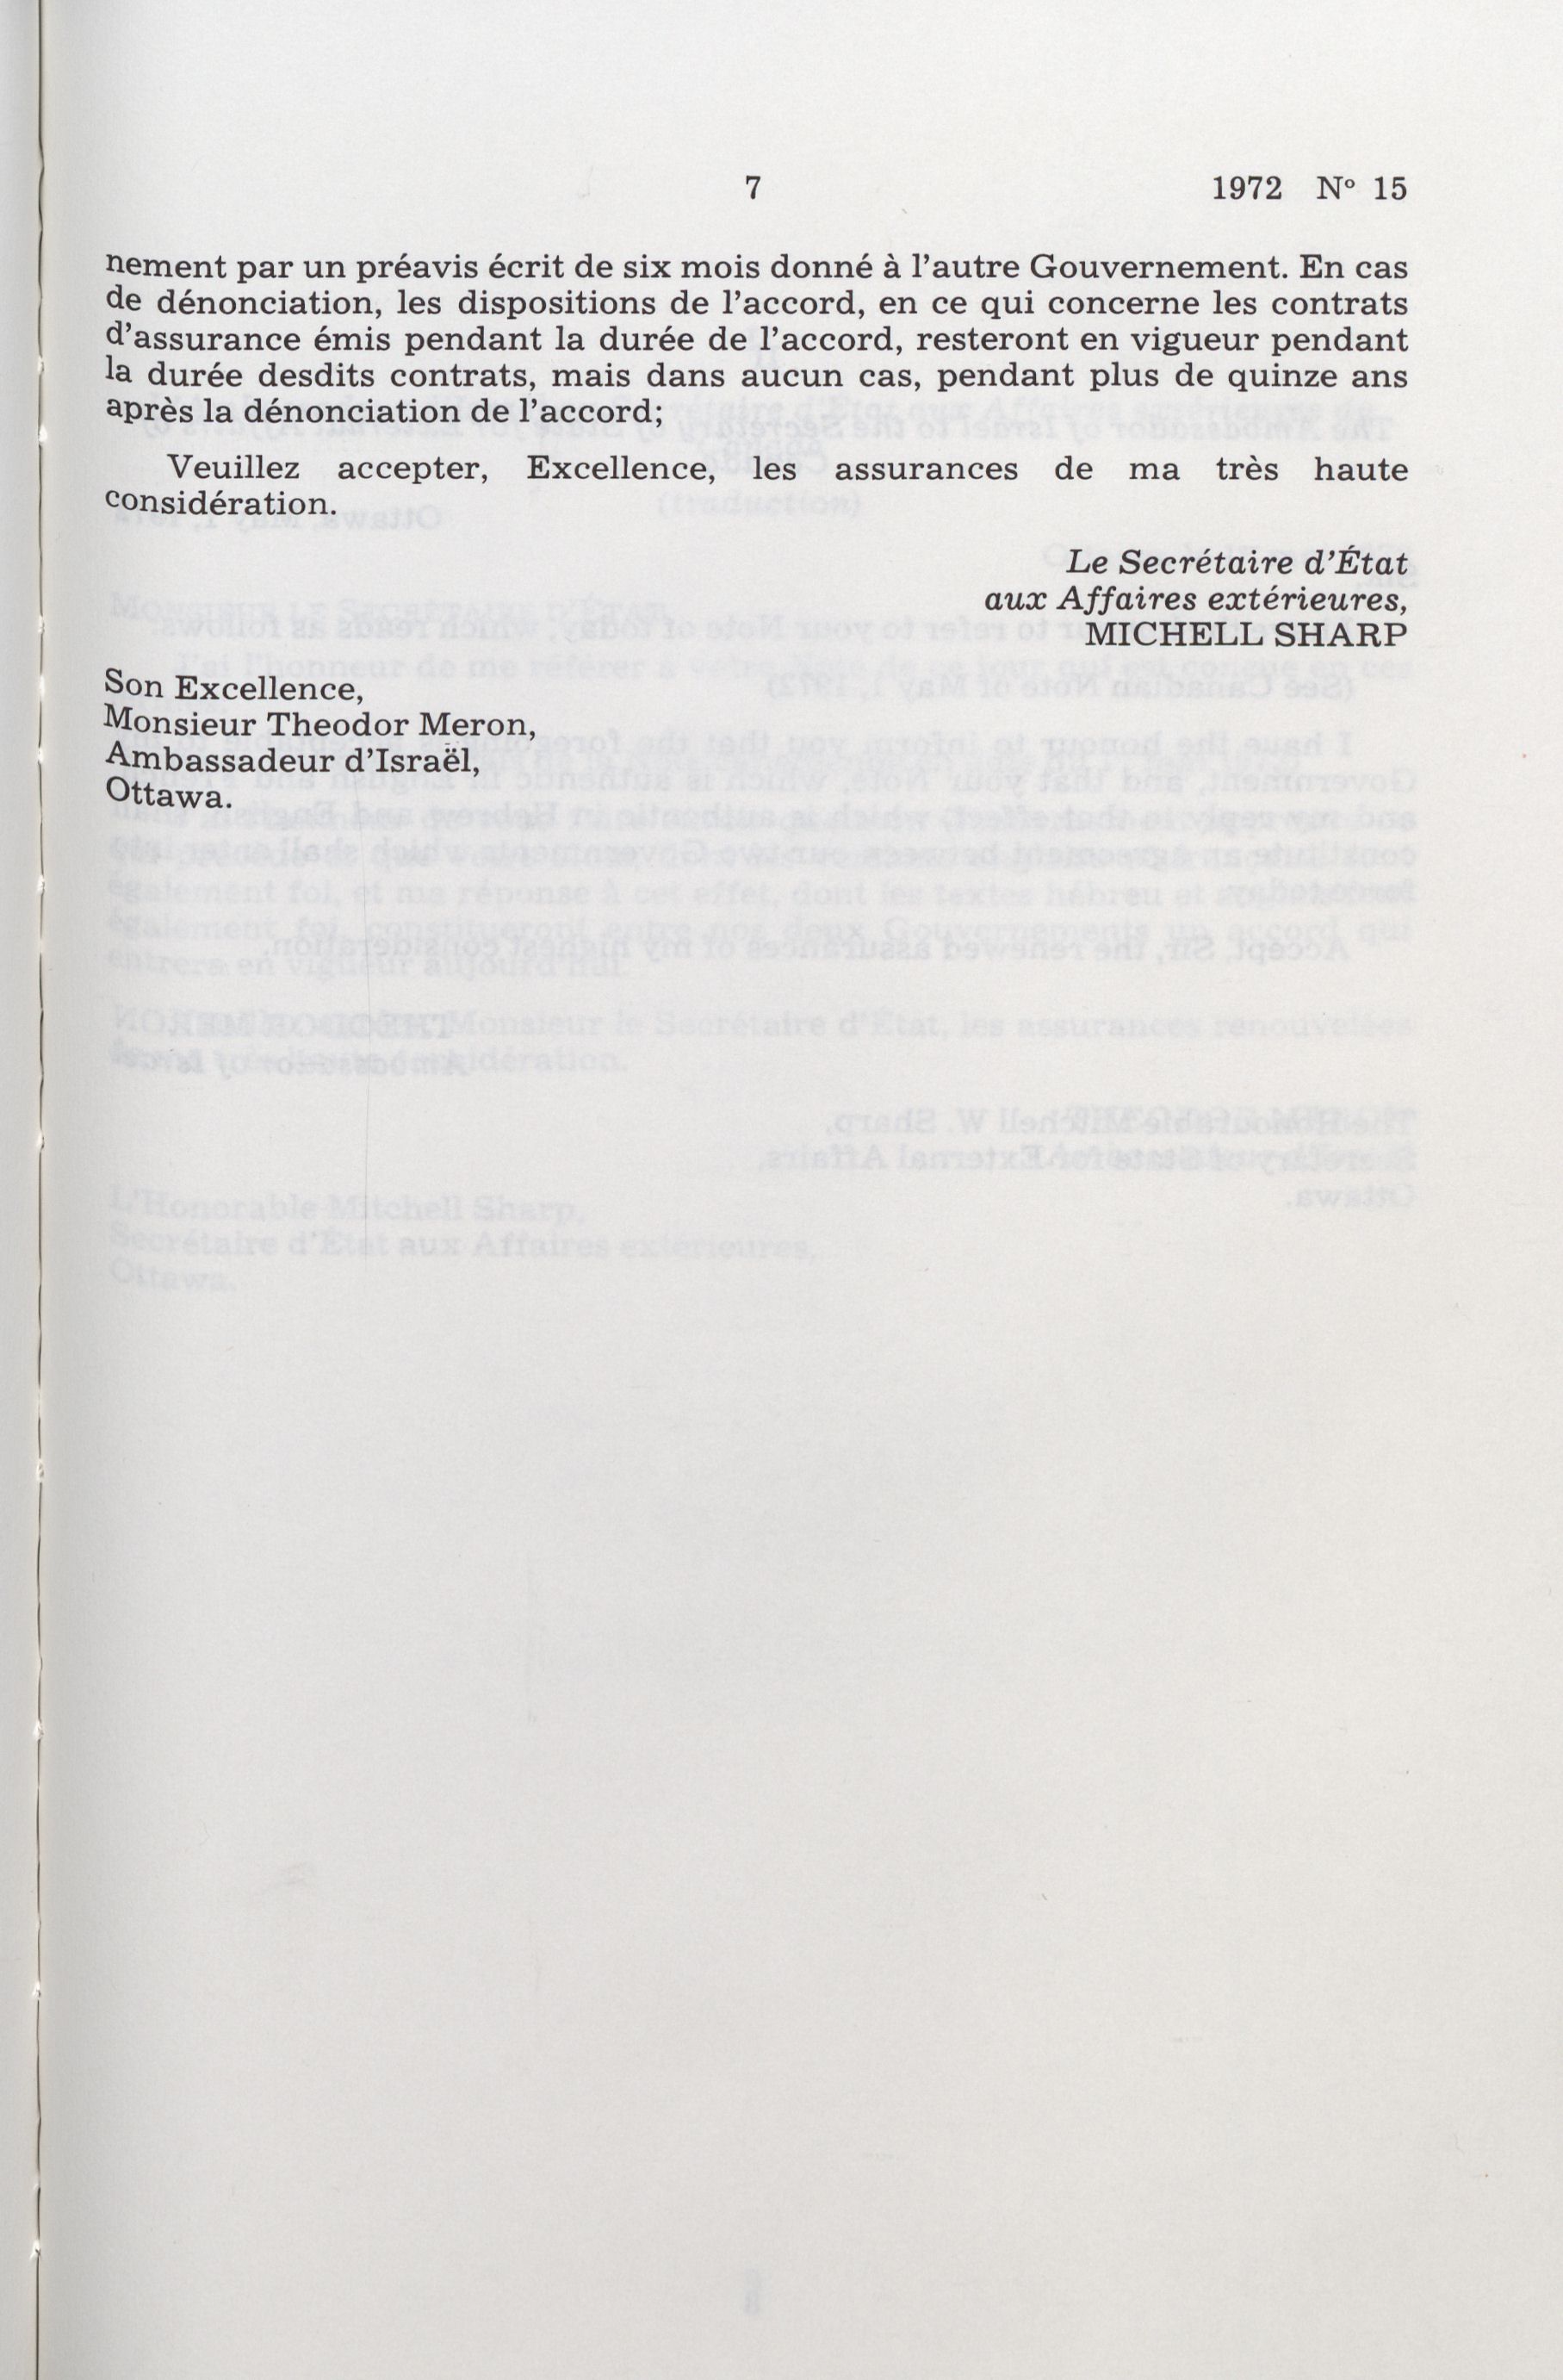 7 1972 Nº 15
nement par un préavis écrit de six mois donné à l'autre Gouvernement. En cas
de dénonciation, les dispositions de l'accord, en ce qui concerne les contrats
d'assurance émis pendant la durée de l'accord, resteront en vigueur pendant
la durée desdits contrats, mais dans aucun cas, pendant plus de quinze ans
après la dénonciation de l'accord;
Veuillez accepter, Excellence, les assurances de ma très haute
considération.
Le Secrétaire d'État
aux Affaires extérieures,
MICHELL SHARP
Son Excellence,
Monsieur Theodor Meron,
Ambassadeur d'Israël,
Ottawa.